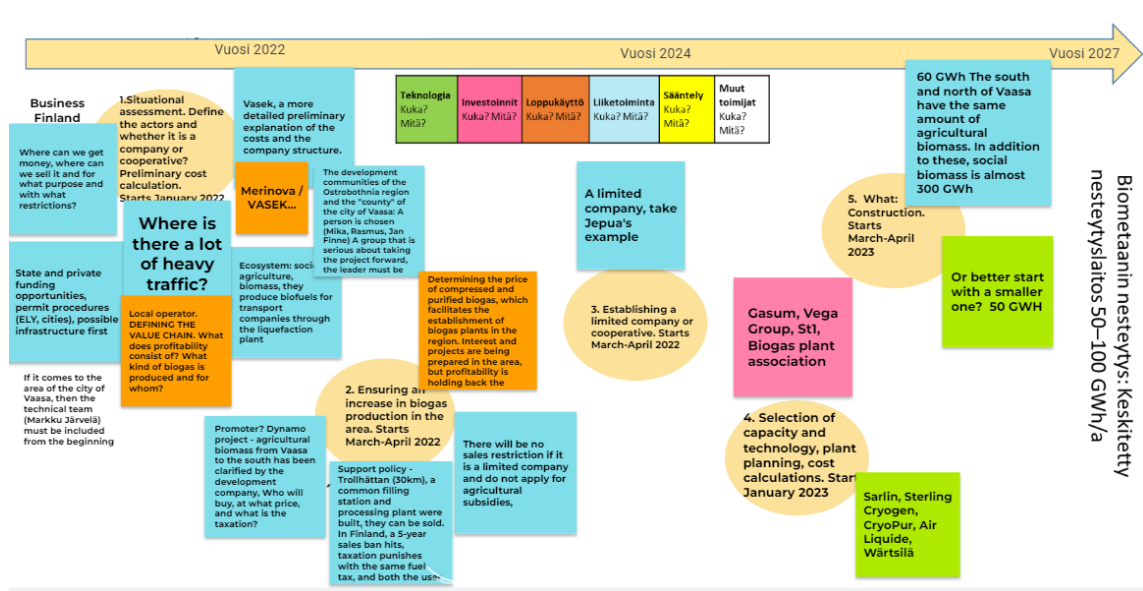 Vuosi 2022
Vuosi 2024
Vuosi 2027
Business
Finland
Where can we get
money, where can
we sell it and for
what purpose and
with what
restrictions?
1.Situational
assessment. Define
the actors and
whether it is a
company or
cooperative?
Preliminary cost
calculation.
Starts January 2022
Vasek, a more
detailed preliminary
explanation of the
costs and the
company structure.
Merinova /
VASEK...
The development
communities of the
Ostrobothnia region
and the "county" of
the city of Vaasa: A
person is chosen
(Mika, Rasmus, Jan
Finne) A group that is
serious about taking
the project forward,
the leader must be
Teknologia
Kuka?
Mitä?
Investoinnit
Kuka? Mitä?
Loppukäyttö
Kuka? Mitä?
Liiketoiminta
Kuka? Mitä?
Sääntely
Kuka?
Mitä?
Muut
toimijat
Kuka?
Mitä?
Where is
there a lot
of heavy
traffic?
State and private
funding
opportunities,
permit procedures
(ELY, cities), possible
infrastructure first
Local operator.
DEFINING THE
VALUE CHAIN. What
does profitability
consist of? What
kind of biogas is
produced and for
whom?
Ecosystem:
agriculture,
biomass, they
produce biofuels for
transport
companies through
the liquefaction
plant
If it comes to the
area of the city of
Vaasa, then the
technical team
(Markku Järvelä)
must be included
from the beginning
Determining the price
of compressed and
purified biogas, which
facilitates the
establishment of
biogas plants in the
region. Interest and
projects are being
prepared in the area,
but profitability is
holding back the
2. Ensuring an
increase in biogas
production in the
area. Starts
March-April 2022
Promoter? Dynamo
project - agricultural
biomass from Vaasa
to the south has been
clarified by the
development
company, Who will
buy, at what price,
and what is the
taxation?
Support policy -
Trollhättan (30km), a
common filling
station and
processing plant were
built, they can be sold.
In Finland, a 5-year
sales ban hits,
taxation punishes
with the same fuel
tax, and both the
There will be no
sales restriction if it
is a limited company
and do not apply for
agricultural
subsidies,
A limited
company, take
Jepua's
example
3. Establishing a
limited company or
cooperative. Starts
March-April 2022
Gasum, Vega
Group, St1,
Biogas plant
association
4. Selection of
capacity and
technology, plant
planning, cost
calculations. Start
January 2023
Sarlin, Sterling
Cryogen,
CryoPur, Air
Liquide,
Wärtsilä
5. What:
Construction.
Starts
March-April
2023
60 GWh The south
and north of Vaasa
have the same
amount of
agricultural
biomass. In addition
to these, social
biomass is almost
300 GWh
Or better start
with a smaller
one? 50 GWH
Biometaanin nesteytys: Keskitetty
nesteytyslaitos 50–100 GWh/a